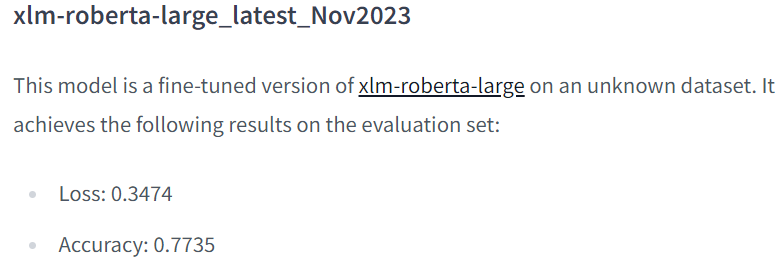 xlm-roberta-large_latest_Nov2023
This model is a fine-tuned version of xlm-roberta-large on an unknown dataset. It
achieves the following results on the evaluation set:
Loss: 0.3474
Accuracy: 0.7735